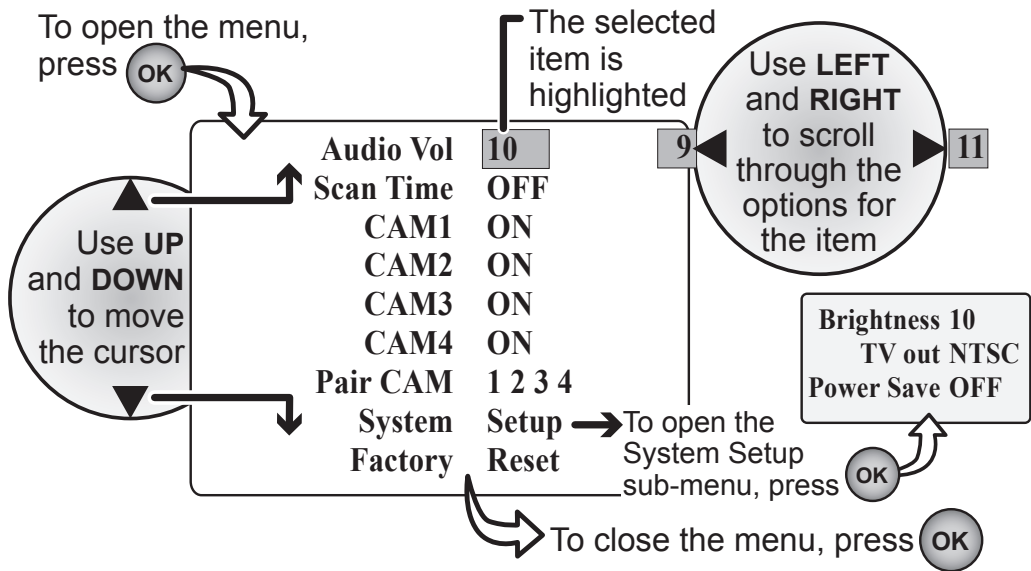 To open the menu,
press OK
The selected
item is
highlighted
Use LEFT
and RIGHT
to scroll
through the
options for
the item
9
11
Use UP
and DOWN
to move
the cursor
Audio Vol 10
Scan Time OFF
CAM1 ON
CAM2 ON
CAM3 ON
CAM4 ON
Pair CAM 1 2 3 4
System Setup
Factory Reset
To open the
System Setup
sub-menu, press OK
Brightness 10
TV out NTSC
Power Save OFF
To close the menu, press OK